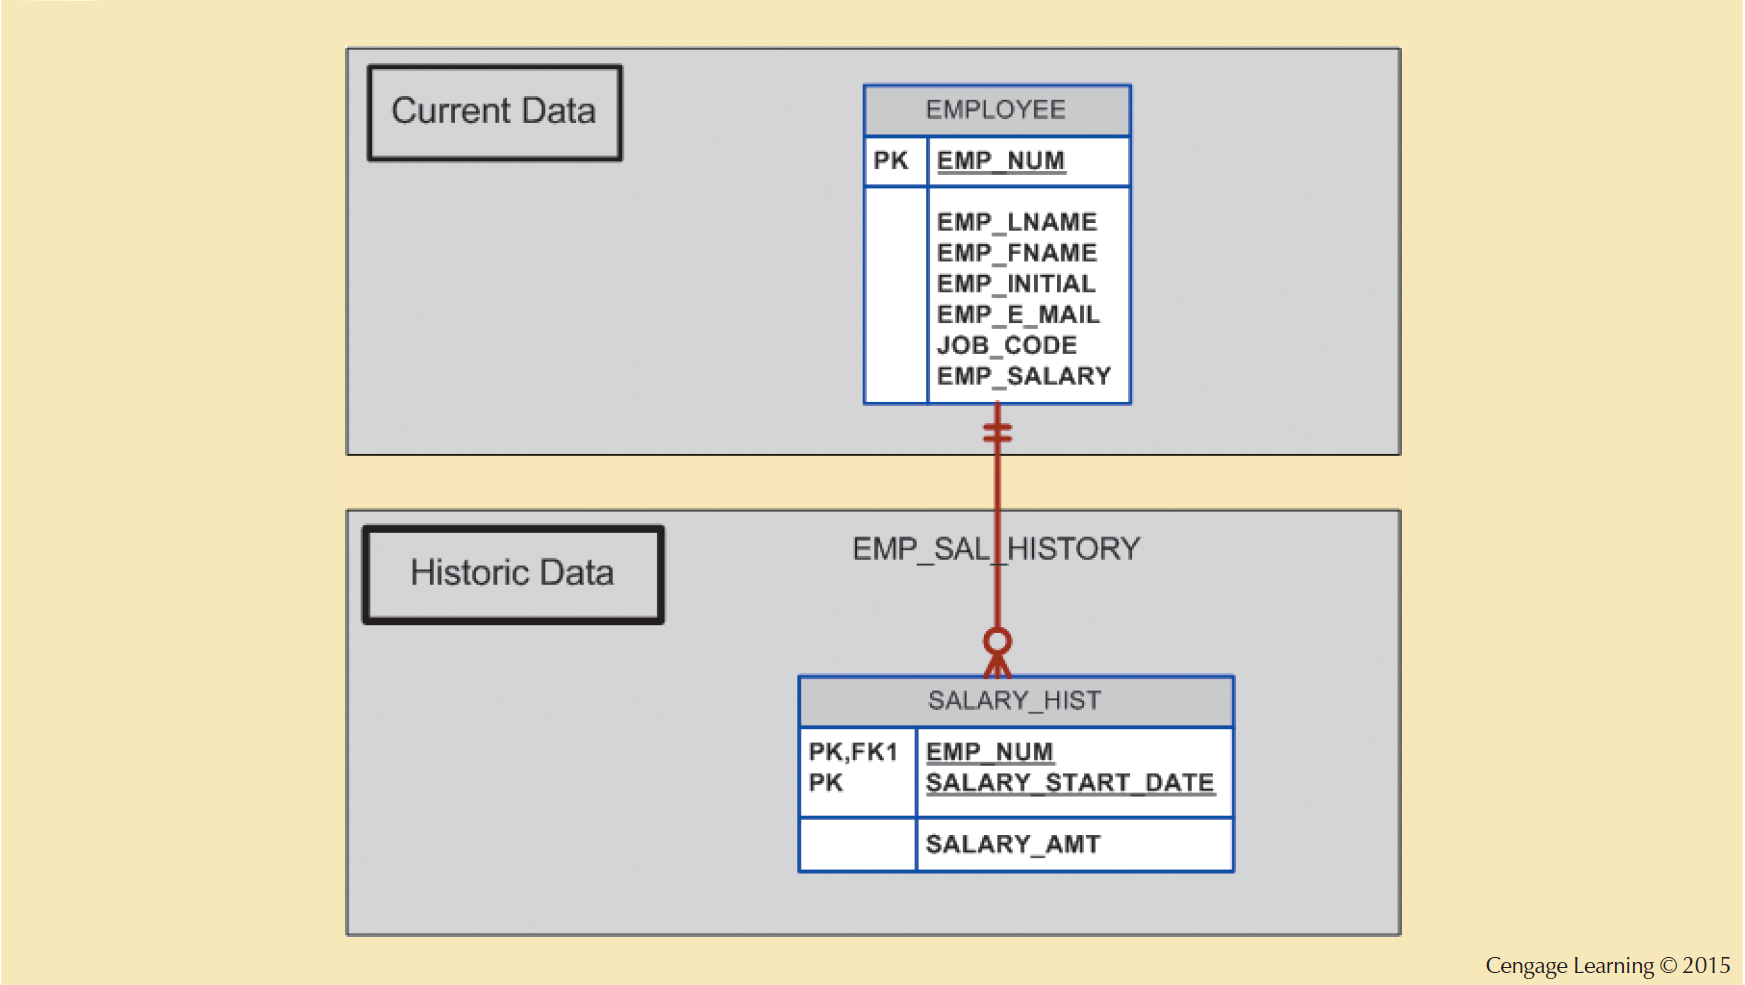 Current Data
EMPLOYEE
PK EMP_NUM
EMP_LNAME
EMP_FNAME
EMP_INITIAL
EMP_E_MAIL
JOB_CODE
EMP_SALARY
Historic Data
EMP_SAL_HISTORY
SALARY_HIST
PK,FK1 EMP_NUM
PK SALARY_START_DATE
SALARY_AMT
Cengage Learning © 2015